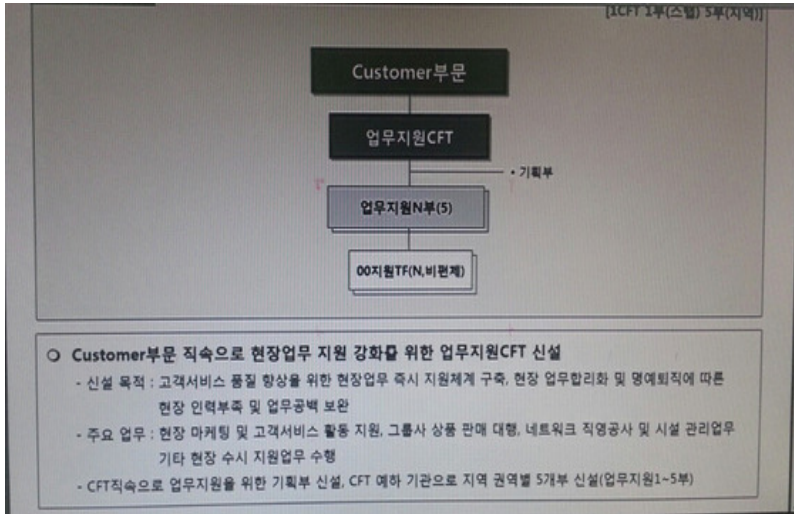 [1CFT 1부(스텝) 5부(지역)]
Customer부문
업무지원CFT
• 기획부
업무지원N부(5)
00지원TF(N,비편제)
○ Customer부문 직속으로 현장업무 지원 강화를 위한 업무지원CFT 신설
- 신설 목적 : 고객서비스 품질 향상을 위한 현장업무 즉시 지원체계 구축, 현장 업무합리화 및 명예퇴직에 따른
현장 인력부족 및 업무공백 보완
- 주요 업무 : 현장 마케팅 및 고객서비스 활동 지원, 그룹사 상품 판매 대행, 네트워크 직영공사 및 시설 관리업무
기타 현장 수시 지원업무 수행
- CFT직속으로 업무지원을 위한 기획부 신설, CFT 예하 기관으로 지역 권역별 5개부 신설(업무지원1~5부)